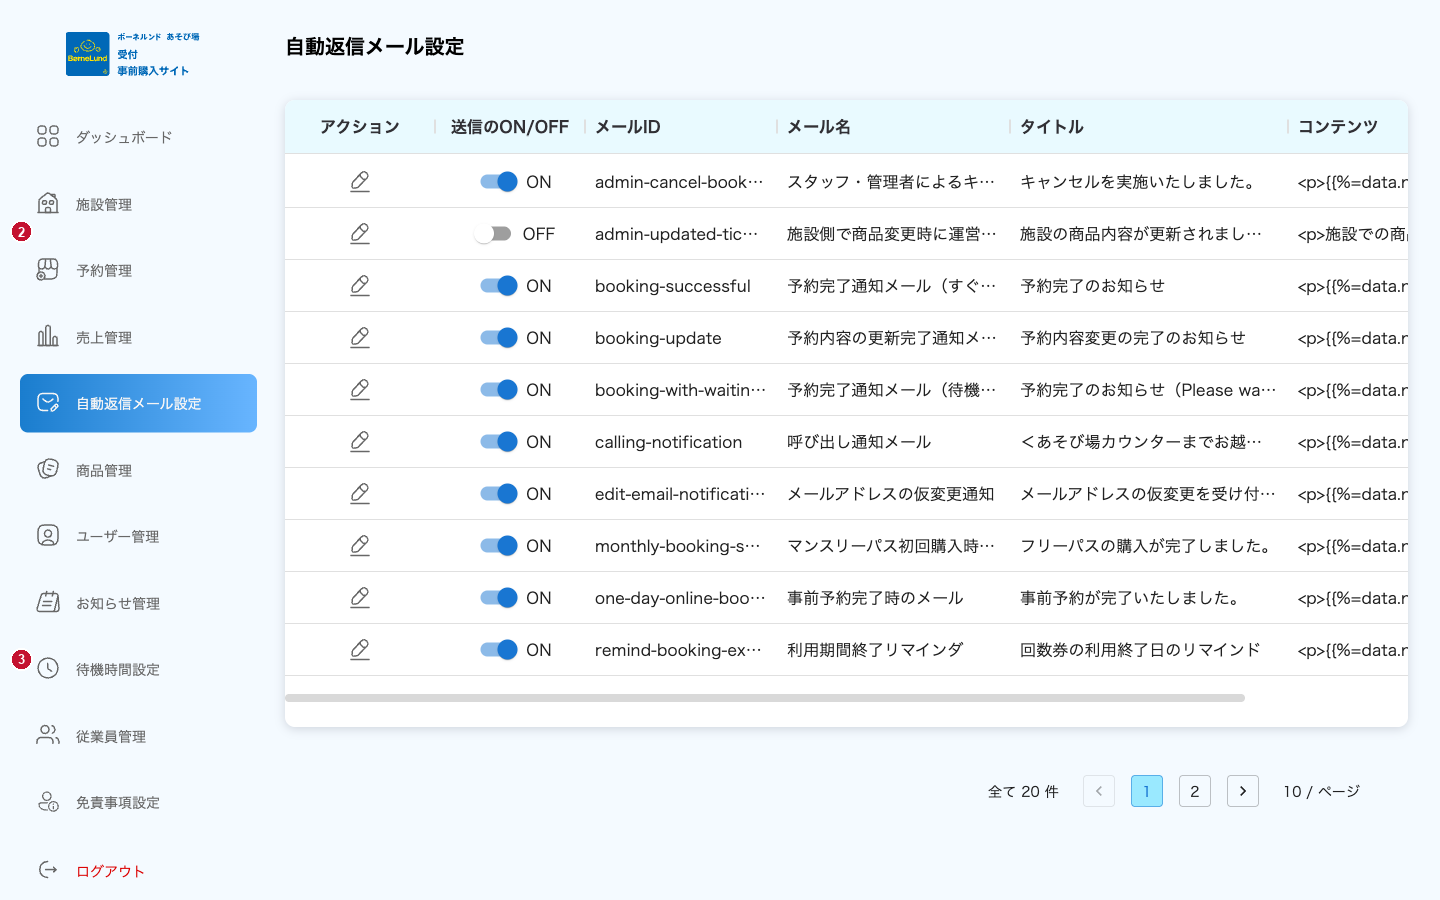 ボーネルンド あそび場
受付
事前購入サイト
BørneLund
自動返信メール設定
ダッシュボード
施設管理
2
予約管理
売上管理
自動返信メール設定
商品管理
ユーザー管理
お知らせ管理
3
待機時間設定
従業員管理
免責事項設定
ログアウト
アクション 送信のON/OFF メールID メール名 タイトル コンテンツ
ON admin-cancel-book… スタッフ・管理者によるキ… キャンセルを実施いたしました。 <p>{{%=data.r
OFF admin-updated-tic… 施設側で商品変更時に運営… 施設の商品内容が更新されまし… <p>施設での商
ON booking-successful 予約完了通知メール（すぐ… 予約完了のお知らせ <p>{{%=data.r
ON booking-update 予約内容の更新完了通知メ… 予約内容変更の完了のお知らせ <p>{{%=data.r
ON booking-with-waitin… 予約完了通知メール（待機… 予約完了のお知らせ（Please wa… <p>{{%=data.r
ON calling-notification 呼び出し通知メール ＜あそび場カウンターまでお越… <p>{{%=data.r
ON edit-email-notificati… メールアドレスの仮変更通知 メールアドレスの仮変更を受け付… <p>{{%=data.r
ON monthly-booking-s… マンスリーパス初回購入時… フリーパスの購入が完了しました。 <p>{{%=data.r
ON one-day-online-boo… 事前予約完了時のメール 事前予約が完了いたしました。 <p>{{%=data.r
ON remind-booking-ex… 利用期間終了リマインダ 回数券の利用終了日のリマインド <p>{{%=data.r
全て 20 件 1 2 10 / ページ